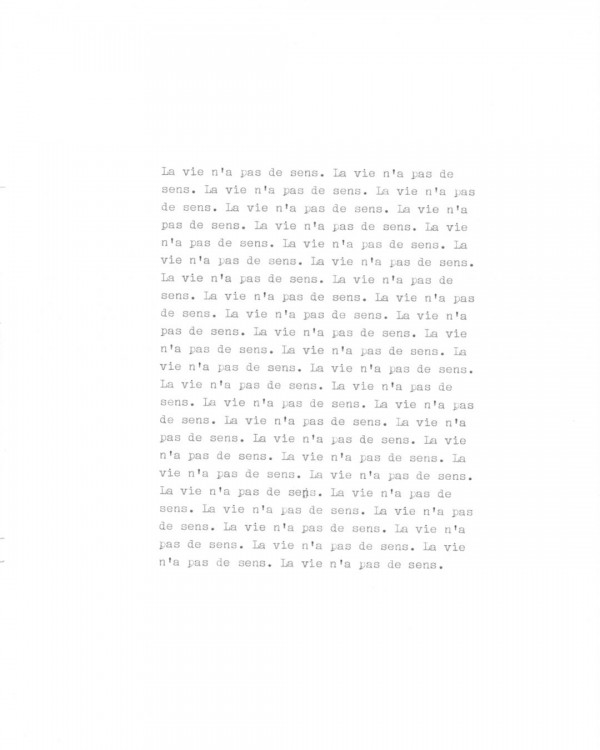 La vie n'a pas de sens. La vie n'a pas de
sens. La vie n'a pas de sens. La vie n'a pas
de sens. La vie n'a pas de sens. La vie n'a
pas de sens. La vie n'a pas de sens. La vie
n'a pas de sens. La vie n'a pas de sens. La
vie n'a pas de sens. La vie n'a pas de sens.
La vie n'a pas de sens. La vie n'a pas de
sens. La vie n'a pas de sens. La vie n'a pas
de sens. La vie n'a pas de sens. La vie n'a
pas de sens. La vie n'a pas de sens. La vie
n'a pas de sens. La vie n'a pas de sens. La
vie n'a pas de sens. La vie n'a pas de sens.
La vie n'a pas de sens. La vie n'a pas de
sens. La vie n'a pas de sens. La vie n'a pas
de sens. La vie n'a pas de sens. La vie n'a
pas de sens. La vie n'a pas de sens. La vie
n'a pas de sens. La vie n'a pas de sens. La
vie n'a pas de sens. La vie n'a pas de sens.
La vie n'a pas de sens. La vie n'a pas de
sens. La vie n'a pas de sens. La vie n'a pas
de sens. La vie n'a pas de sens. La vie n'a
pas de sens. La vie n'a pas de sens. La vie
n'a pas de sens. La vie n'a pas de sens.